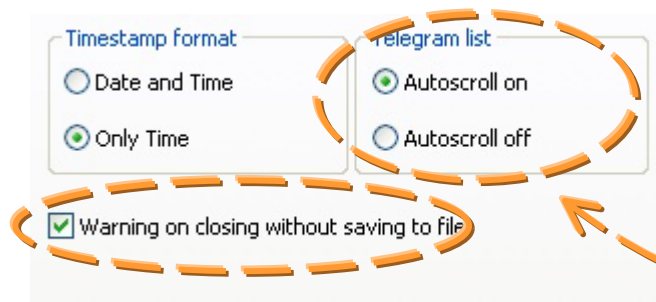 Timestamp format
Date and Time
Only Time
Telegram list
Autoscroll on
Autoscroll off
Warning on closing without saving to file